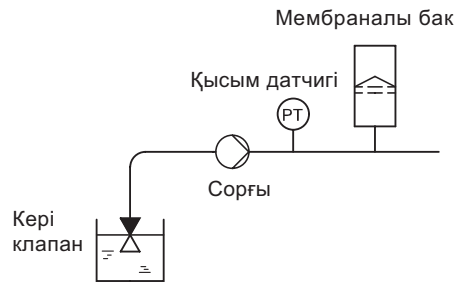 Мембраналы бак
Қысым датчигі
PT
Сорғы
Кері
клапан